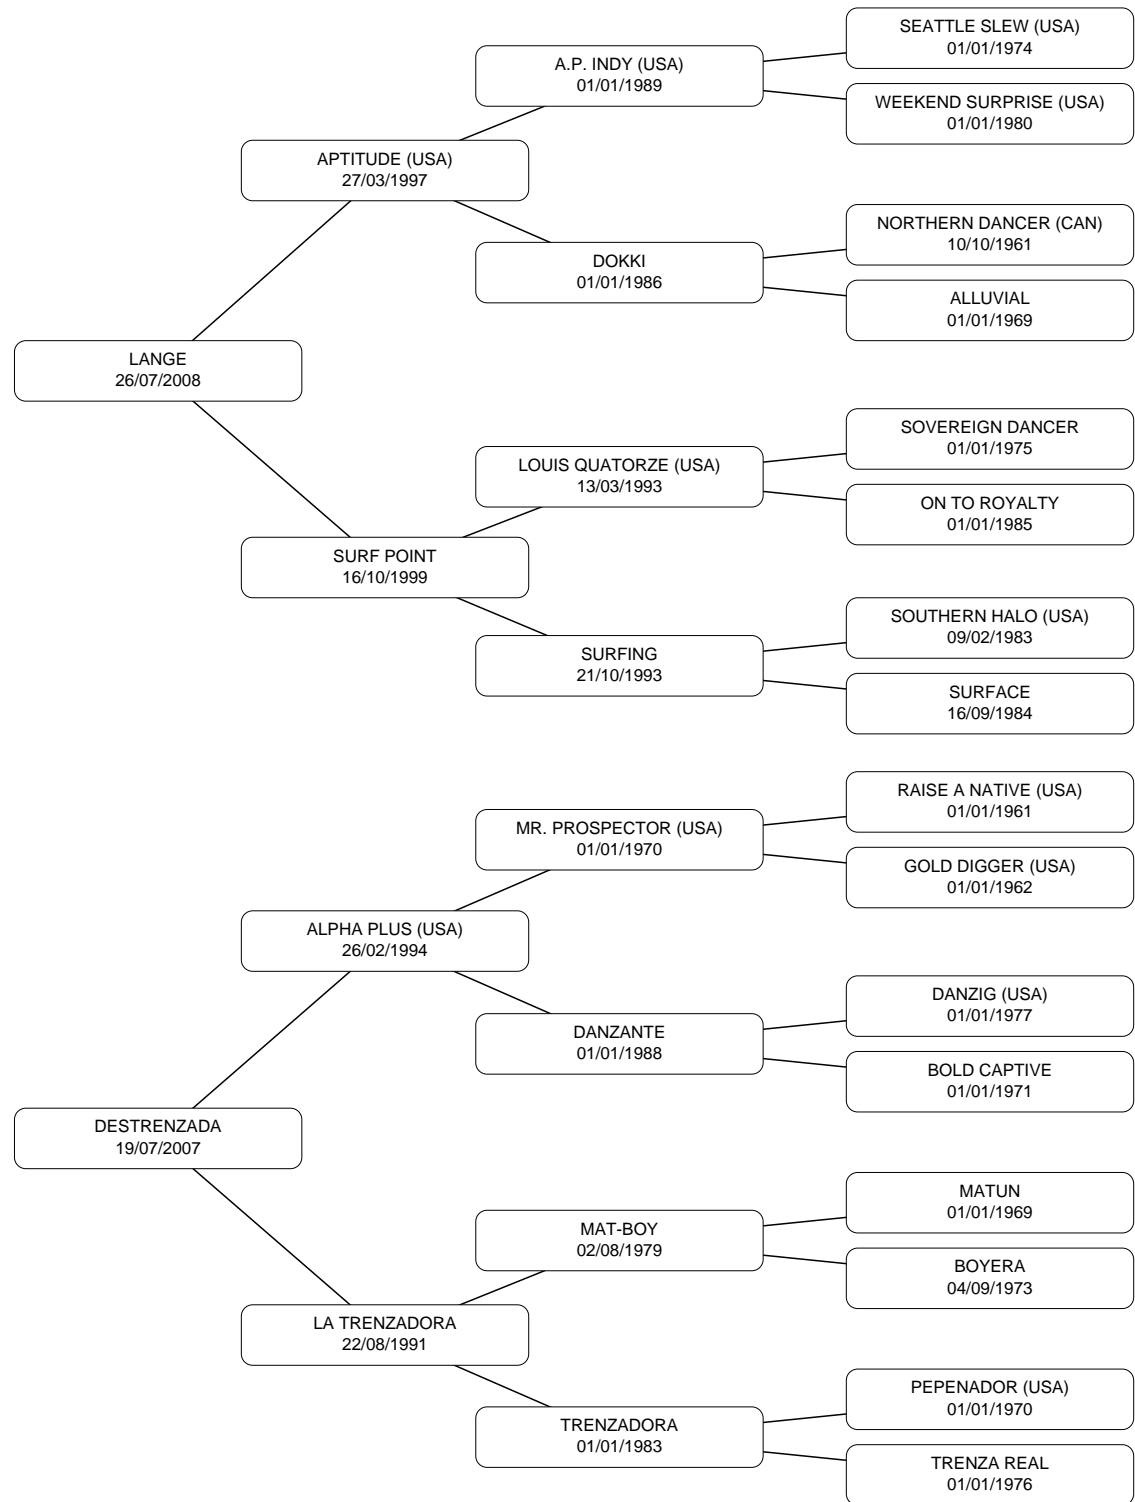 SEATTLE SLEW (USA)
01/01/1974
A.P. INDY (USA)
01/01/1989
WEEKEND SURPRISE (USA)
01/01/1980
APTITUDE (USA)
27/03/1997
NORTHERN DANCER (CAN)
10/10/1961
DOKKI
01/01/1986
ALLUVIAL
01/01/1969
LANGE
26/07/2008
SOVEREIGN DANCER
01/01/1975
LOUIS QUATORZE (USA)
13/03/1993
ON TO ROYALTY
01/01/1985
SURF POINT
16/10/1999
SOUTHERN HALO (USA)
09/02/1983
SURFING
21/10/1993
SURFACE
16/09/1984
RAISE A NATIVE (USA)
01/01/1961
MR. PROSPECTOR (USA)
01/01/1970
GOLD DIGGER (USA)
01/01/1962
ALPHA PLUS (USA)
26/02/1994
DANZIG (USA)
01/01/1977
DANZANTE
01/01/1988
BOLD CAPTIVE
01/01/1971
DESTRENZADA
19/07/2007
MATUN
01/01/1969
MAT-BOY
02/08/1979
BOYERA
04/09/1973
LA TRENZADORA
22/08/1991
PEPENADOR (USA)
01/01/1970
TRENZADORA
01/01/1983
TRENZA REAL
01/01/1976